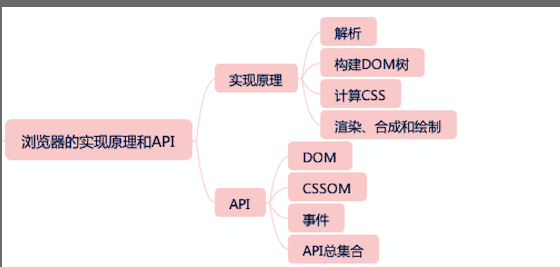 浏览器的实现原理和API
实现原理
解析
构建DOM树
计算CSS
渲染、合成和绘制
API
DOM
CSSOM
事件
API总集合